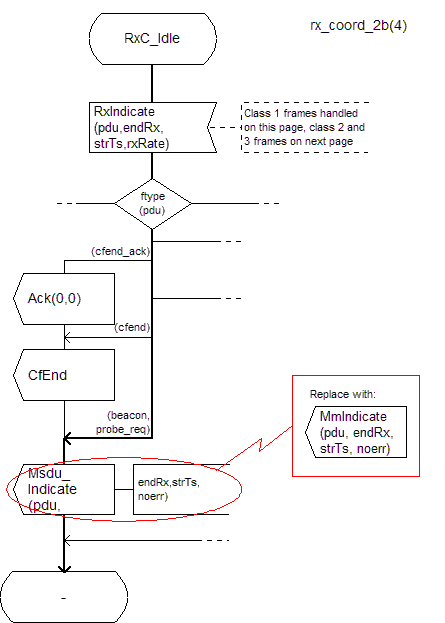 RxC_Idle
rx_coord_2b(4)
RxIndicate
(pdu,endRx,
strTs,rxRate)
Class 1 frames handled
on this page, class 2 and
3 frames on next page
ftype
(pdu)
(cfend_ack)
Ack(0,0)
(cfend)
CfEnd
(beacon,
probe_req)
Replace with:
MmIndicate
(pdu, endRx,
strTs, noerr)
Msdu_
Indicate
(pdu,
endRx,strTs,
noerr)
-